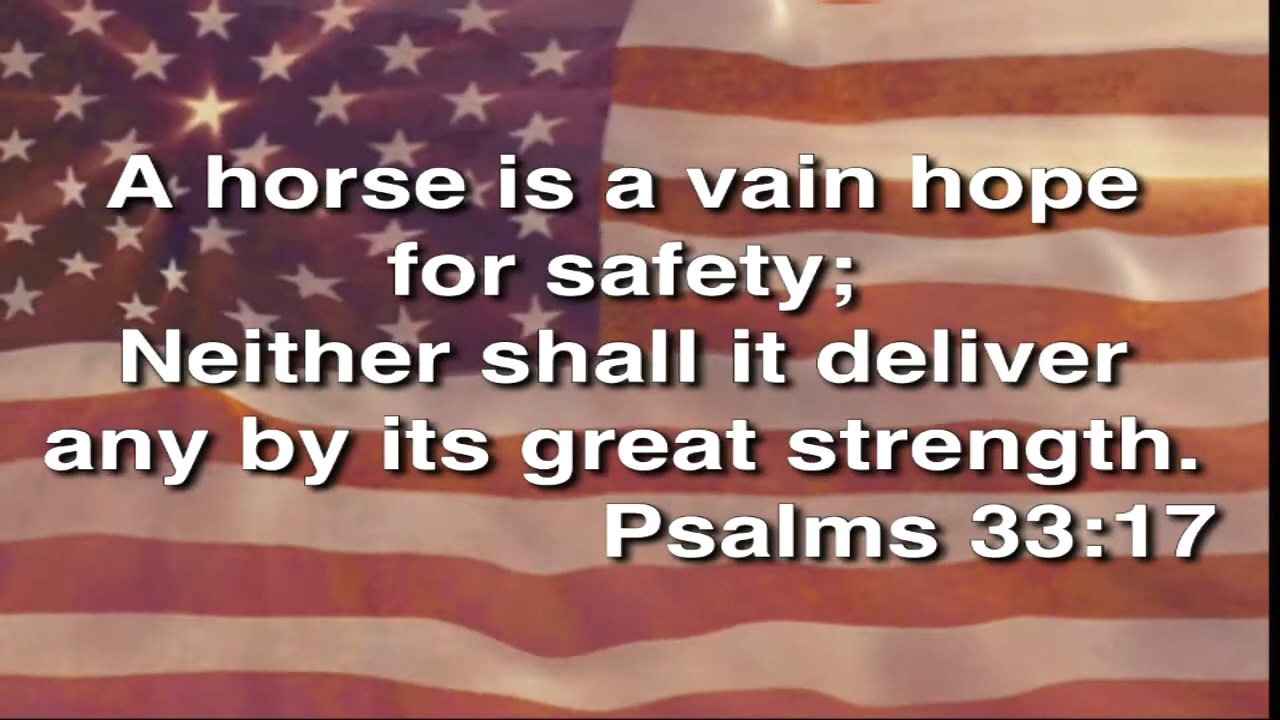 A horse is a vain hope
for safety;
Neither shall it deliver
any by its great strength.
Psalms 33:17